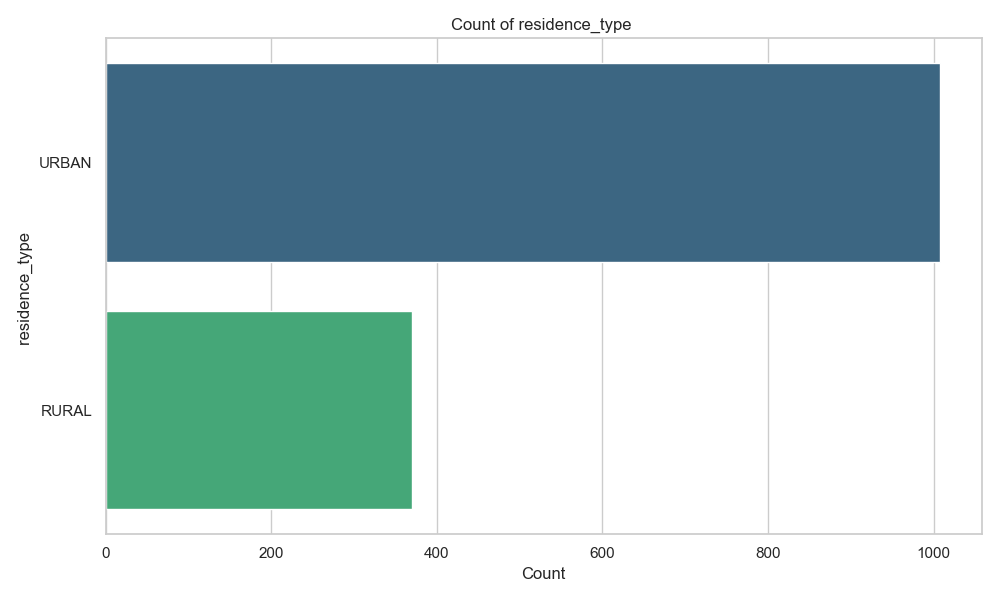 Count of residence_type
URBAN
RURAL
residence_type
0 200 400 600 800 1000
Count